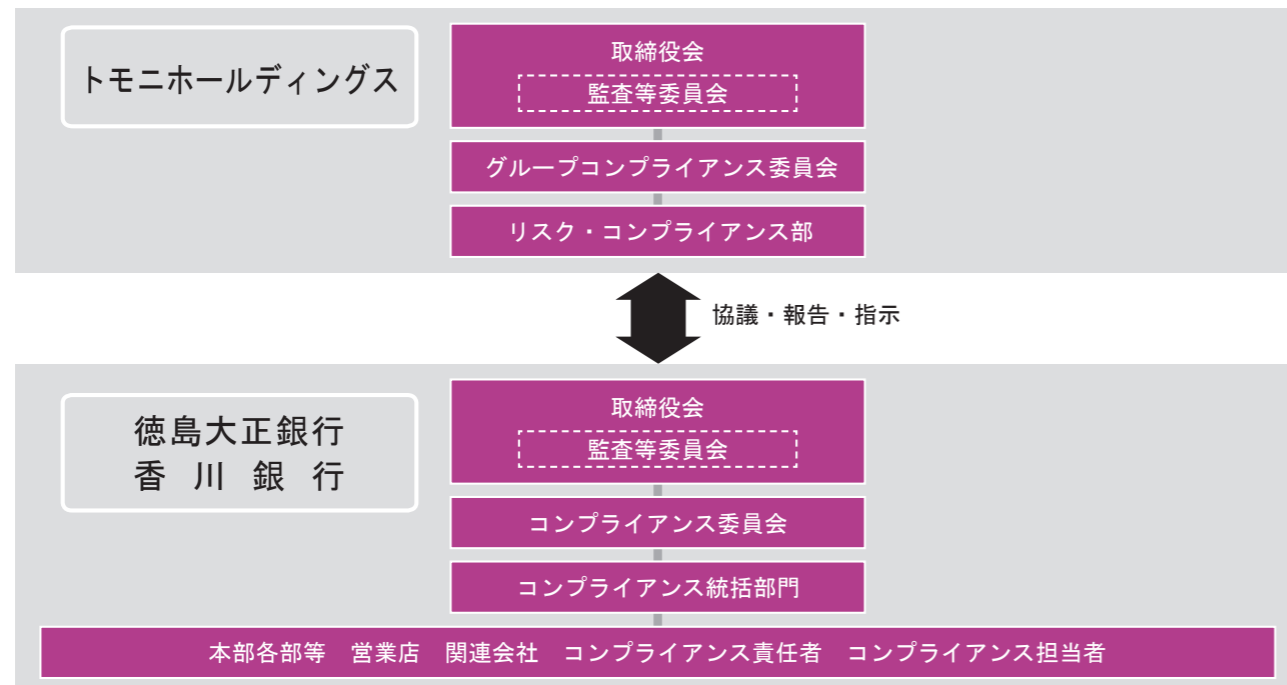 トモニホールディングス
取締役会
監査等委員会
グループコンプライアンス委員会
リスク・コンプライアンス部
協議・報告・指示
徳島大正銀行
香川銀行
取締役会
監査等委員会
コンプライアンス委員会
コンプライアンス統括部門
本部各部等　営業店　関連会社　コンプライアンス責任者　コンプライアンス担当者